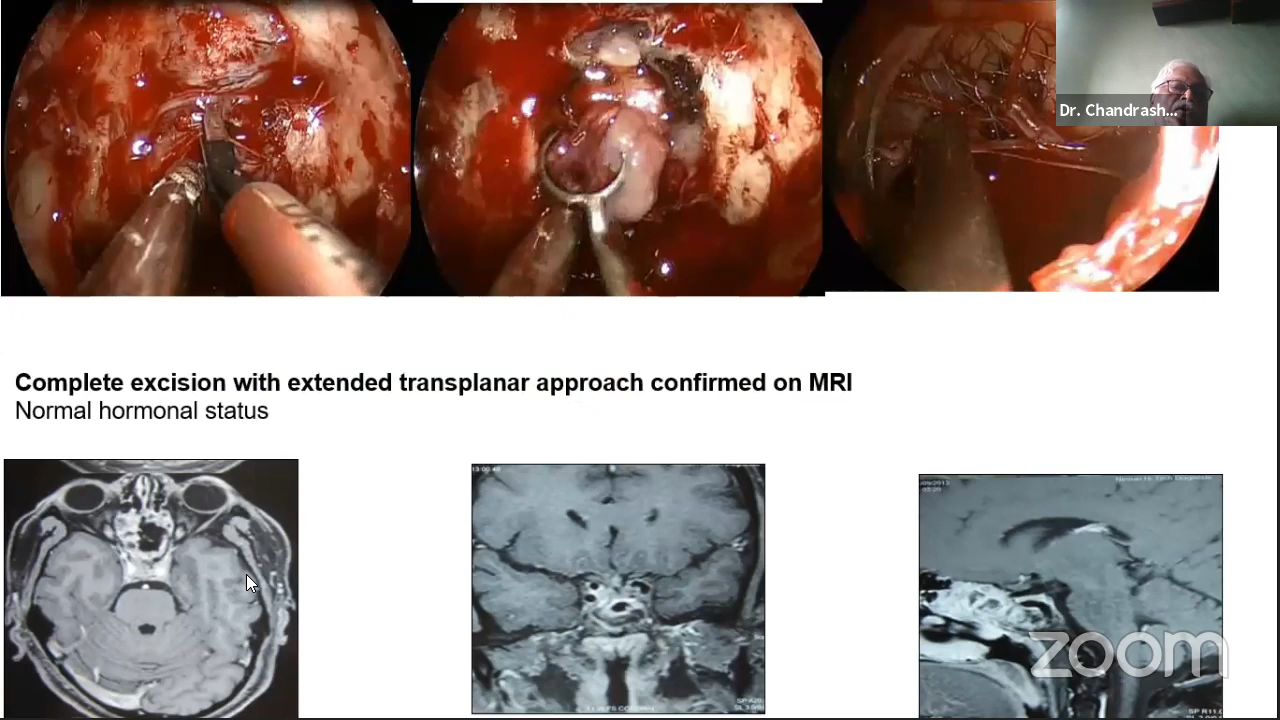 Dr. Chandrash...
Complete excision with extended transplanar approach confirmed on MRI
Normal hormonal status
zoom